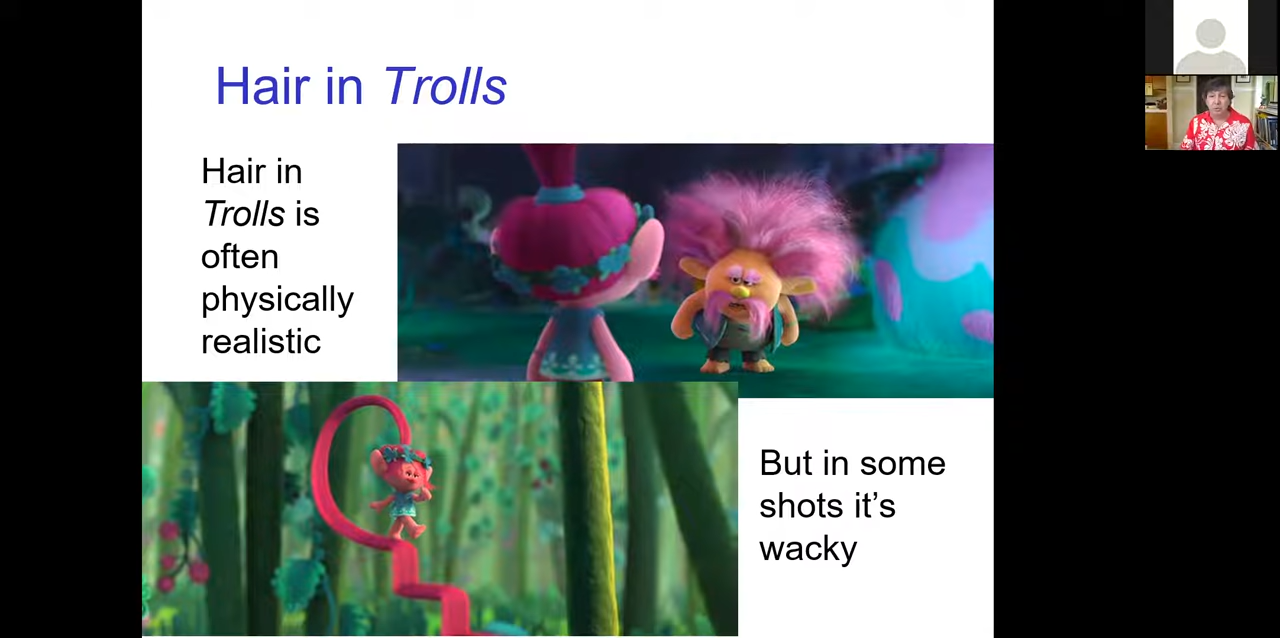 Hair in Trolls
Hair in
Trolls is
often
physically
realistic
But in some
shots it’s
wacky